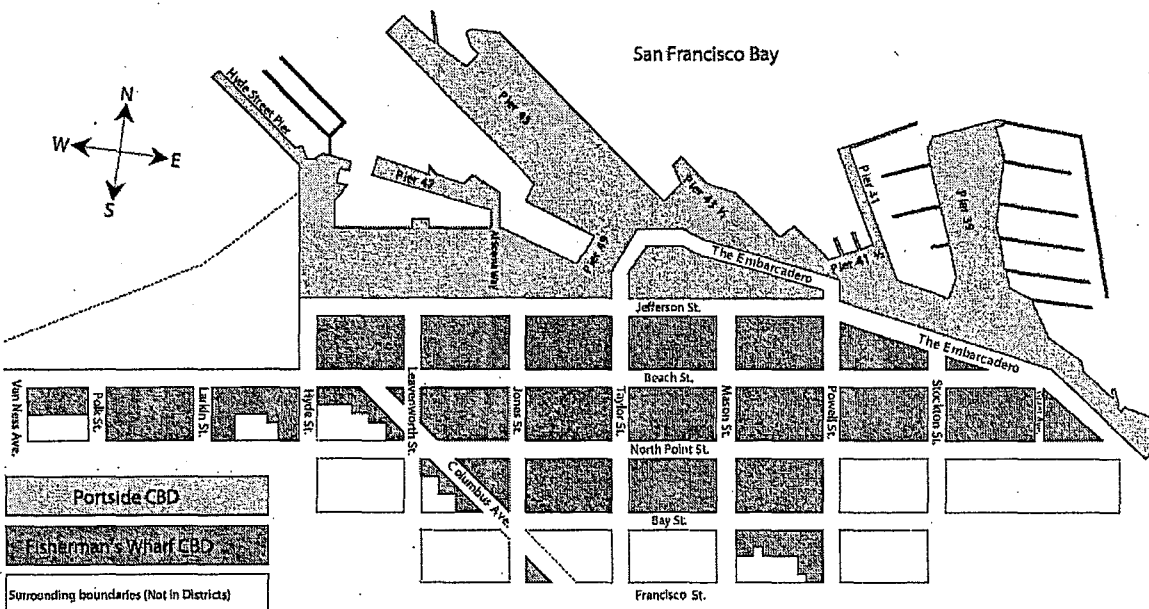 San Francisco Bay
N
W
E
S
Hyde Street Pier
Pier 45
Pier 47
Pier 43 ½
Pier 41
Pier 39
Pier 41 ½
The Embarcadero
Jefferson St.
The Embarcadero
Beach St.
Van Ness Ave.
Polk St.
Larkin St.
Hyde St.
Leavenworth St.
Jones St.
Taylor St.
Mason St.
Powell St.
Stockton St.
North Point St.
Columbus Ave.
Bay St.
Francisco St.
Portside CBD
Fisherman's Wharf CBD
Surrounding boundaries (Not in Districts)